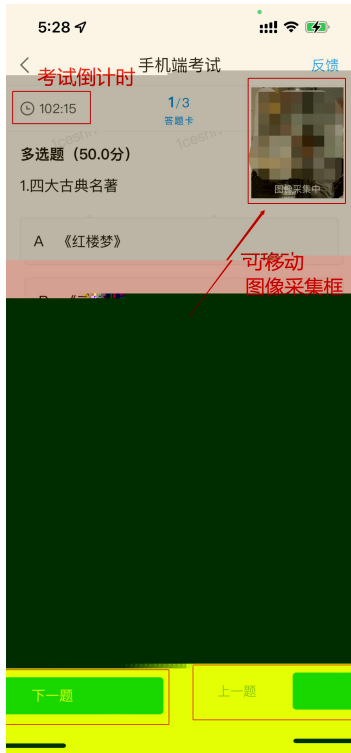 5:28
手机端考试
反馈
考试倒计时
102:15
1/3
答题卡
多选题（50.0分）
1.四大古典名著
图像采集中
A 《红楼梦》
可移动
图像采集框
下一题
上一题